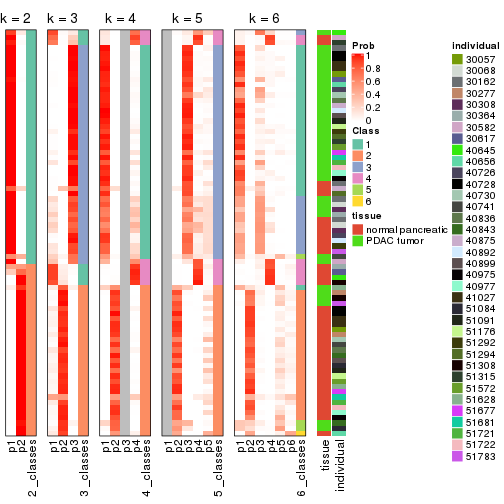 k = 2
k = 3
k = 4
k = 5
k = 6
p1
p2
2_classes
p1
p2
p3
3_classes
p1
p2
p3
p4
4_classes
p1
p2
p3
p4
p5
5_classes
p1
p2
p3
p4
p5
p6
6_classes
tissue
individual
Prob
1
0.8
0.6
0.4
0.2
0
Class
1
2
3
4
5
6
tissue
normal pancreatic
PDAC tumor
individual
30057
30068
30162
30277
30308
30364
30582
30617
40645
40656
40726
40728
40730
40741
40836
40843
40875
40892
40899
40975
40977
41027
51084
51091
51176
51292
51294
51308
51315
51572
51628
51677
51681
51721
51722
51783